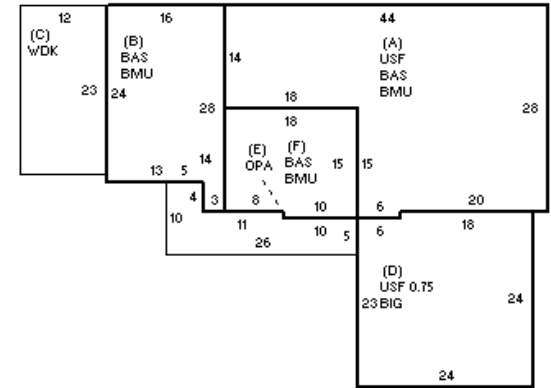 12
16
44
(C)
WDK
(B)
BAS
BMU
(A)
USF
BAS
BMU
14
23
24
28
18
18
28
(E)
OPA
(F)
BAS
BMU
14
15
15
13
5
4
3
8
10
6
20
10
11
10
5
6
18
26
(D)
USF 0.75
BIG
23
24
24